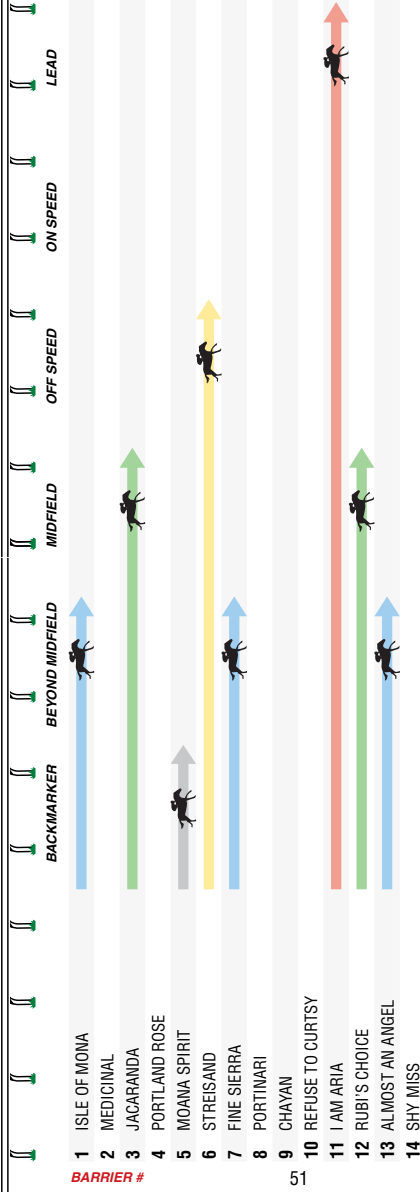 BACKMARKER BEYOND MIDFIELD MIDFIELD OFF SPEED ON SPEED LEAD
1 ISLE OF MONA
2 MEDICINAL
3 JACARANDA
4 PORTLAND ROSE
5 MOANA SPIRIT
6 STREISAND
7 FINE SIERRA
8 PORTINARI
9 CHAYAN
10 REFUSE TO CURTSY
11 I AM ARIA
12 RUBI'S CHOICE
13 ALMOST AN ANGEL
14 SHY MISS
BARRIER #
51